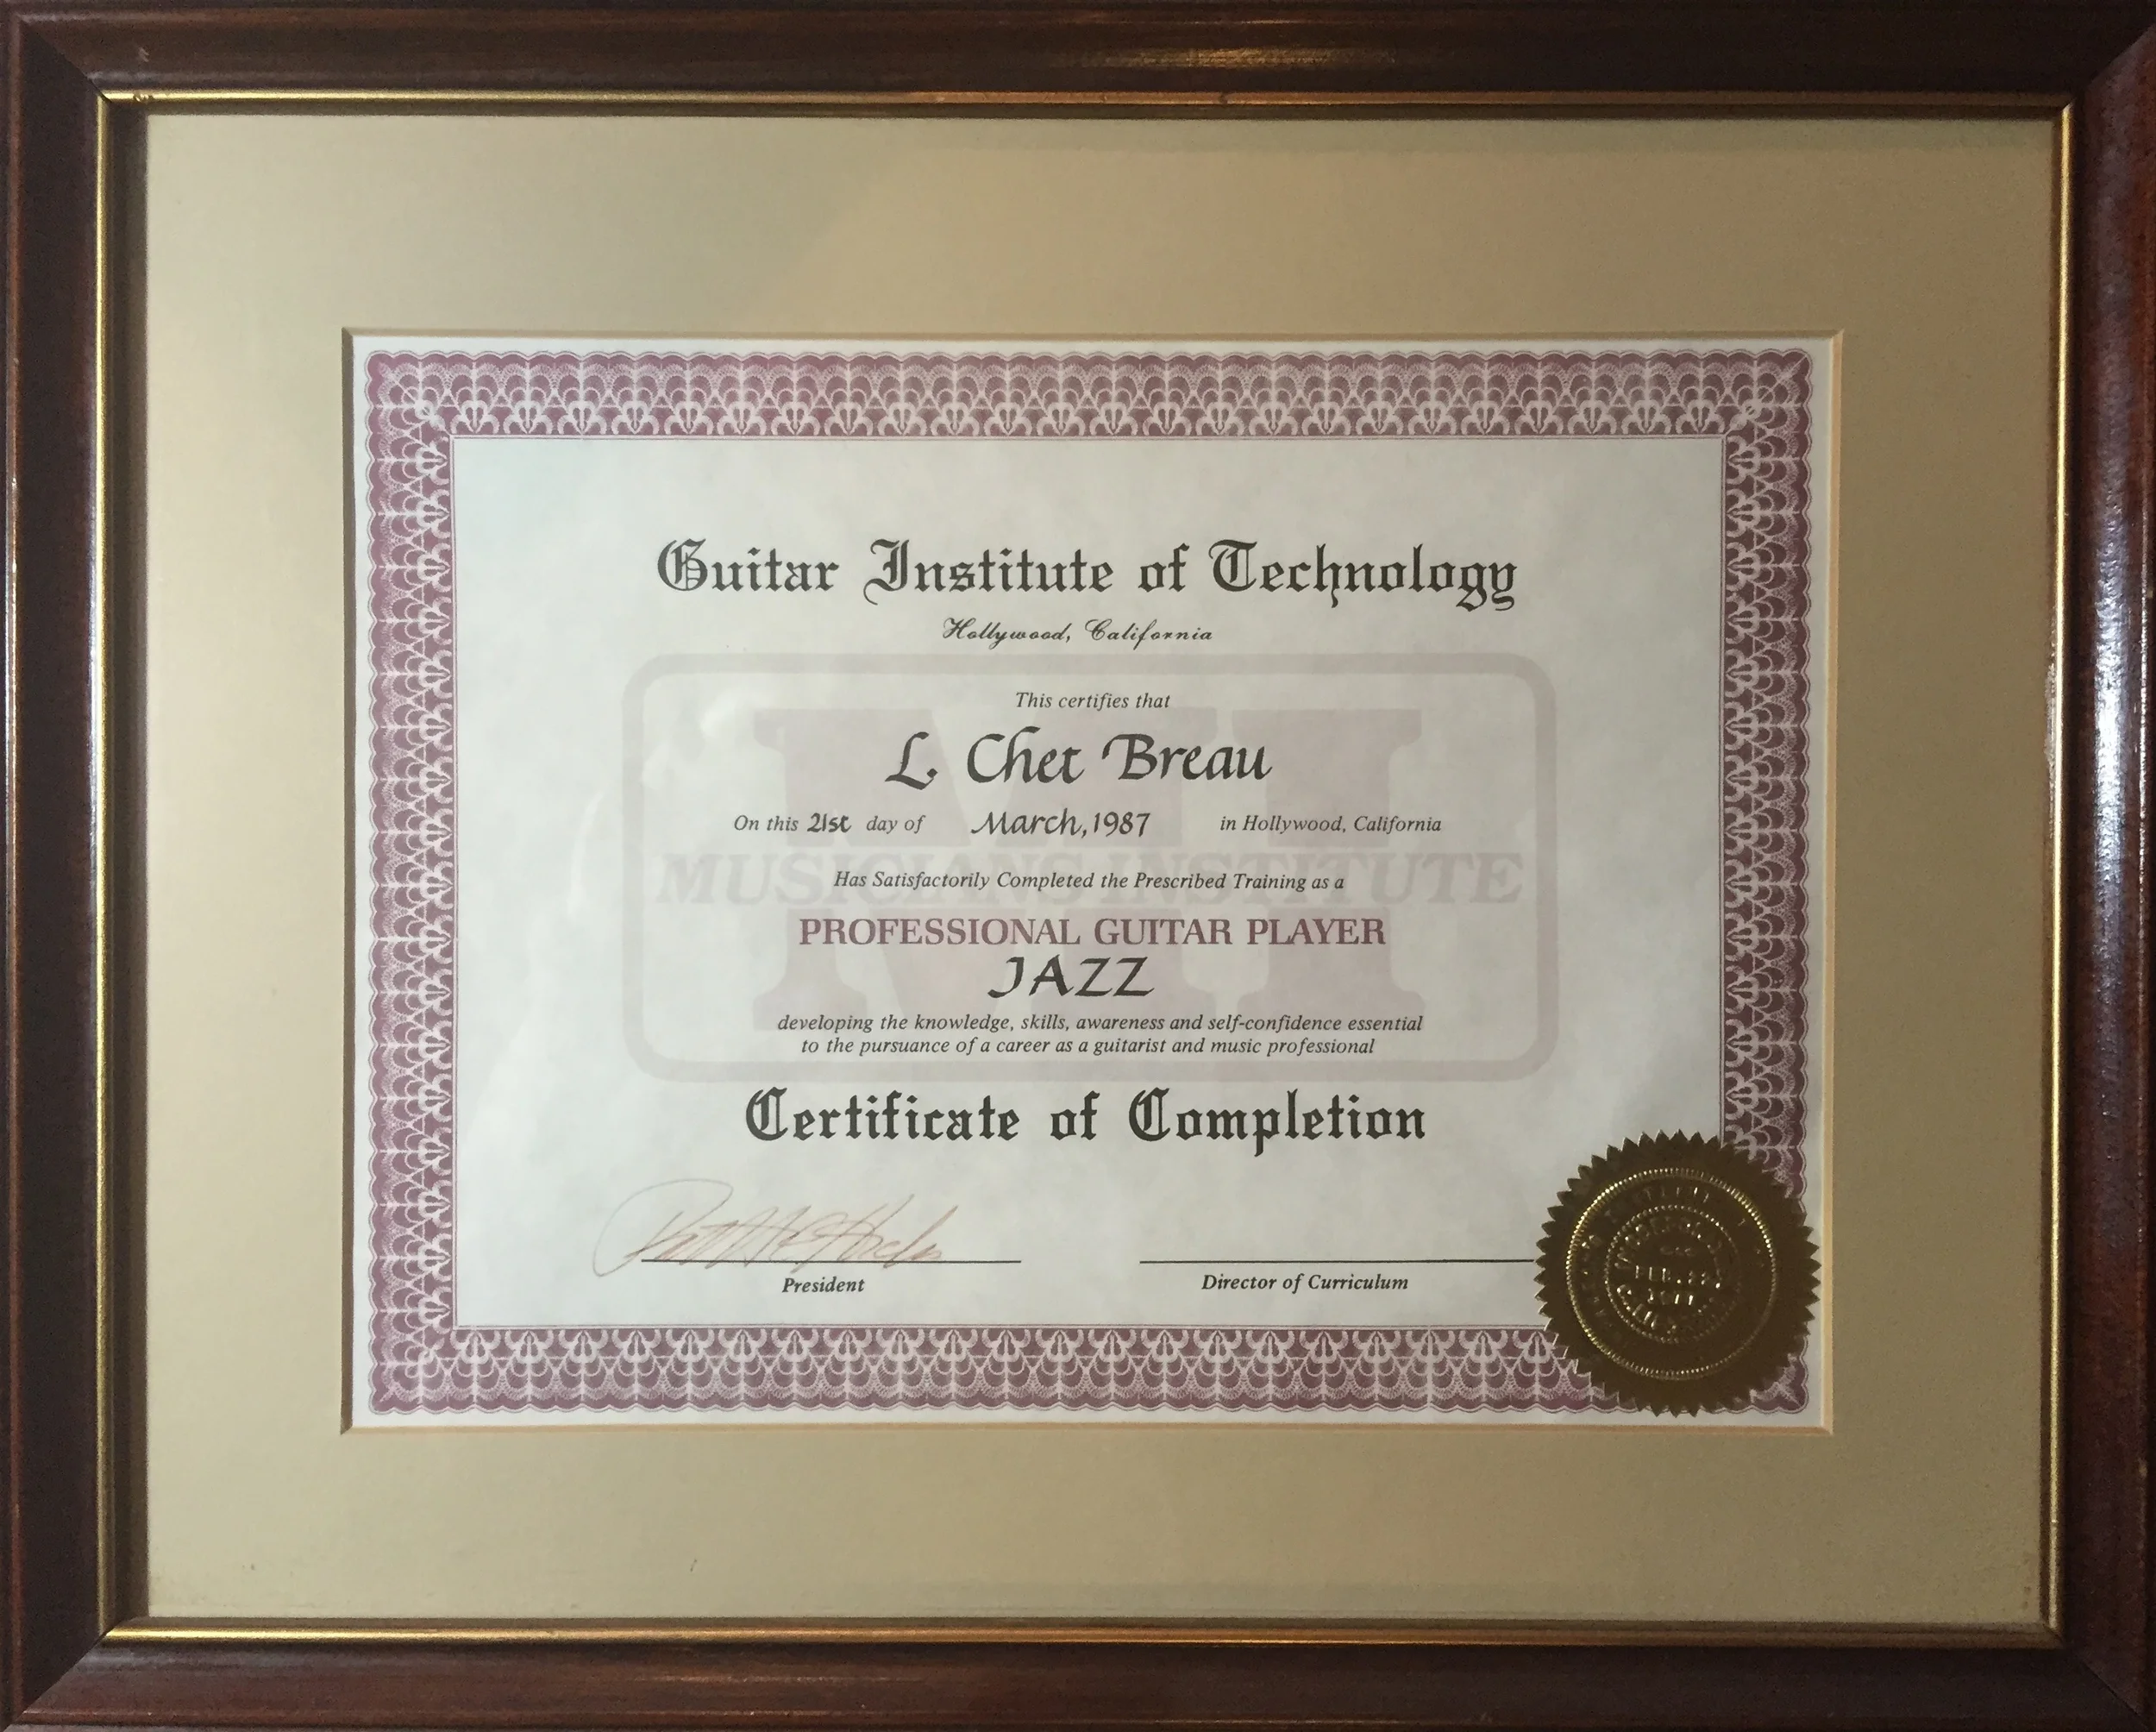 Guitar Institute of Technology
Hollywood, California
This certifies that
L. Chet Breau
On this 21st day of March, 1987 in Hollywood, California
MI
MUSICIANS INSTITUTE
Has Satisfactorily Completed the Prescribed Training as a
PROFESSIONAL GUITAR PLAYER
JAZZ
developing the knowledge, skills, awareness and self-confidence essential
to the pursuance of a career as a guitarist and music professional
Certificate of Completion
President
Director of Curriculum